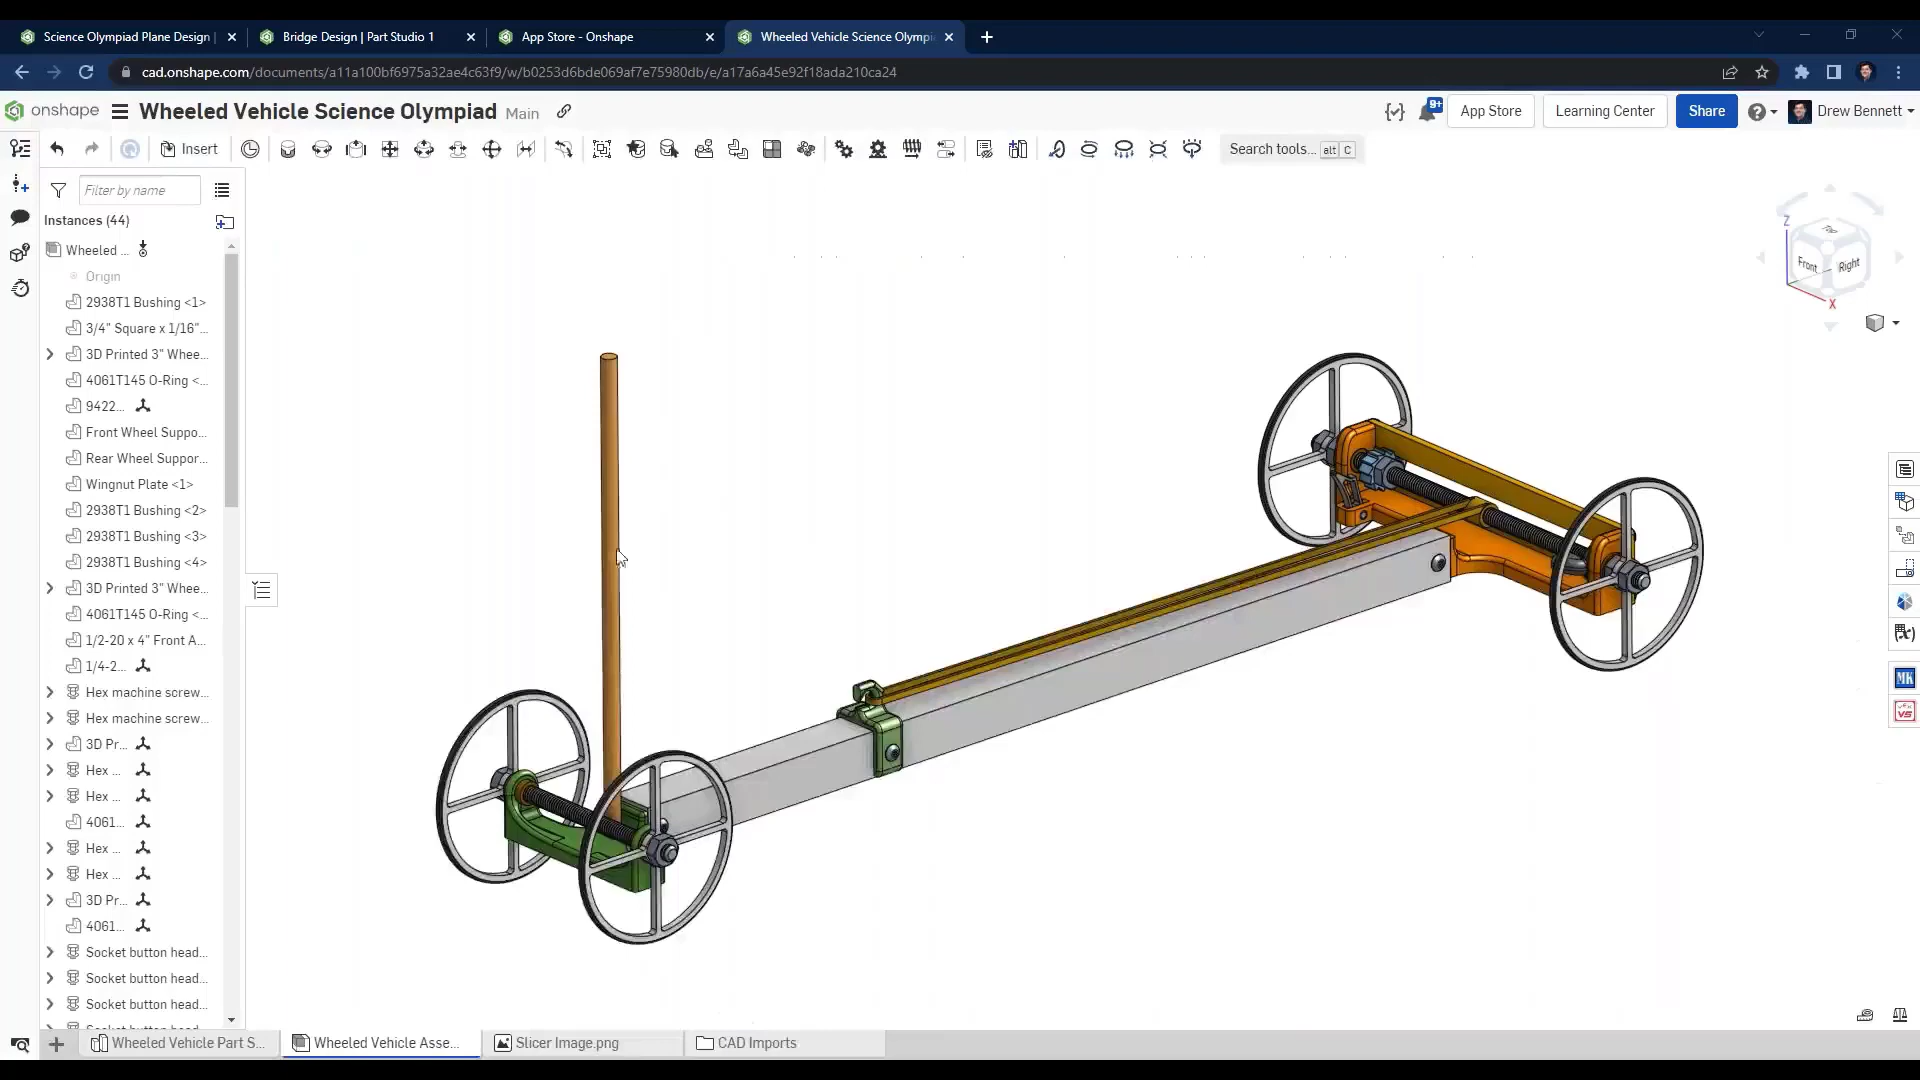 Science Olympiad Plane Design |
Bridge Design | Part Studio 1
App Store - Onshape
Wheeled Vehicle Science Olympi
cad.onshape.com/documents/a11a100bf6975a32ae4c63f9/w/b0253d6bde069af7e75980db/e/a17a6a45e92f18ada210ca24
onshape
Wheeled Vehicle Science Olympiad Main
9+
App Store
Learning Center
Share
Drew Bennett
Insert
Search tools... alt C
Filter by name
Instances (44)
Wheeled ...
Origin
2938T1 Bushing <1>
3/4" Square x 1/16"...
3D Printed 3" Whee...
4061T145 O-Ring <...
9422...
Front Wheel Suppo...
Rear Wheel Suppor...
Wingnut Plate <1>
2938T1 Bushing <2>
2938T1 Bushing <3>
2938T1 Bushing <4>
3D Printed 3" Whee...
4061T145 O-Ring <...
1/2-20 x 4" Front A...
1/4-2...
Hex machine screw...
Hex machine screw...
3D Pr...
Hex ...
Hex ...
4061...
Hex ...
Hex ...
3D Pr...
4061...
Socket button head...
Socket button head...
Socket button head...
Z
Front
Right
X
MK
VEX
V5
Wheeled Vehicle Part S...
Wheeled Vehicle Asse...
Slicer Image.png
CAD Imports